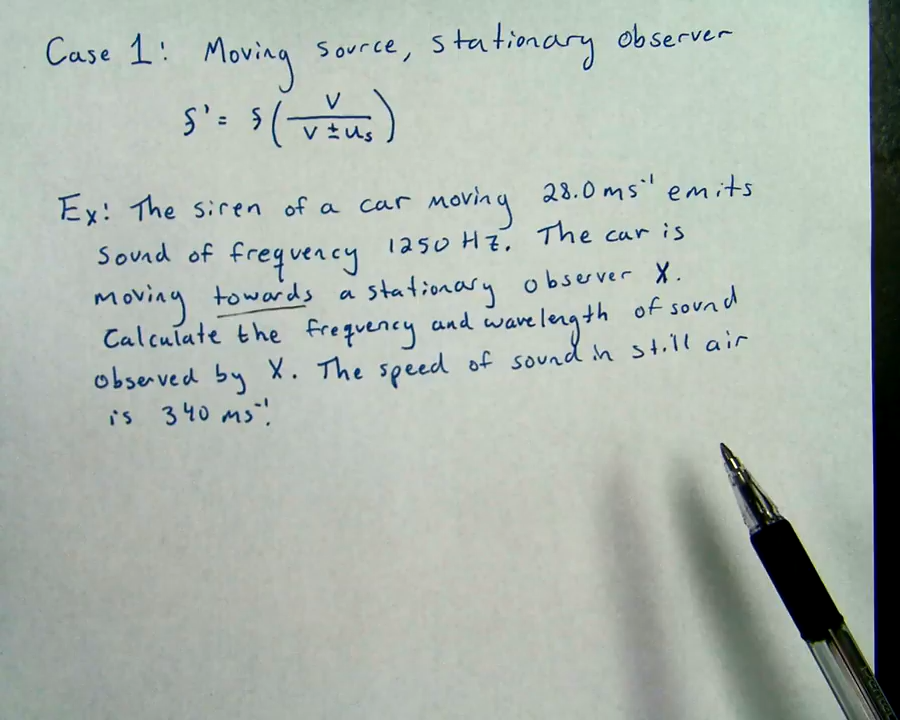 Case 1: Moving source, stationary observer
f' = f (v / v ± us)
Ex: The siren of a car moving 28.0 ms⁻¹ emits
sound of frequency 1250 Hz. The car is
moving towards a stationary observer X.
Calculate the frequency and wavelength of sound
observed by X. The speed of sound in still air
is 340 ms⁻¹.